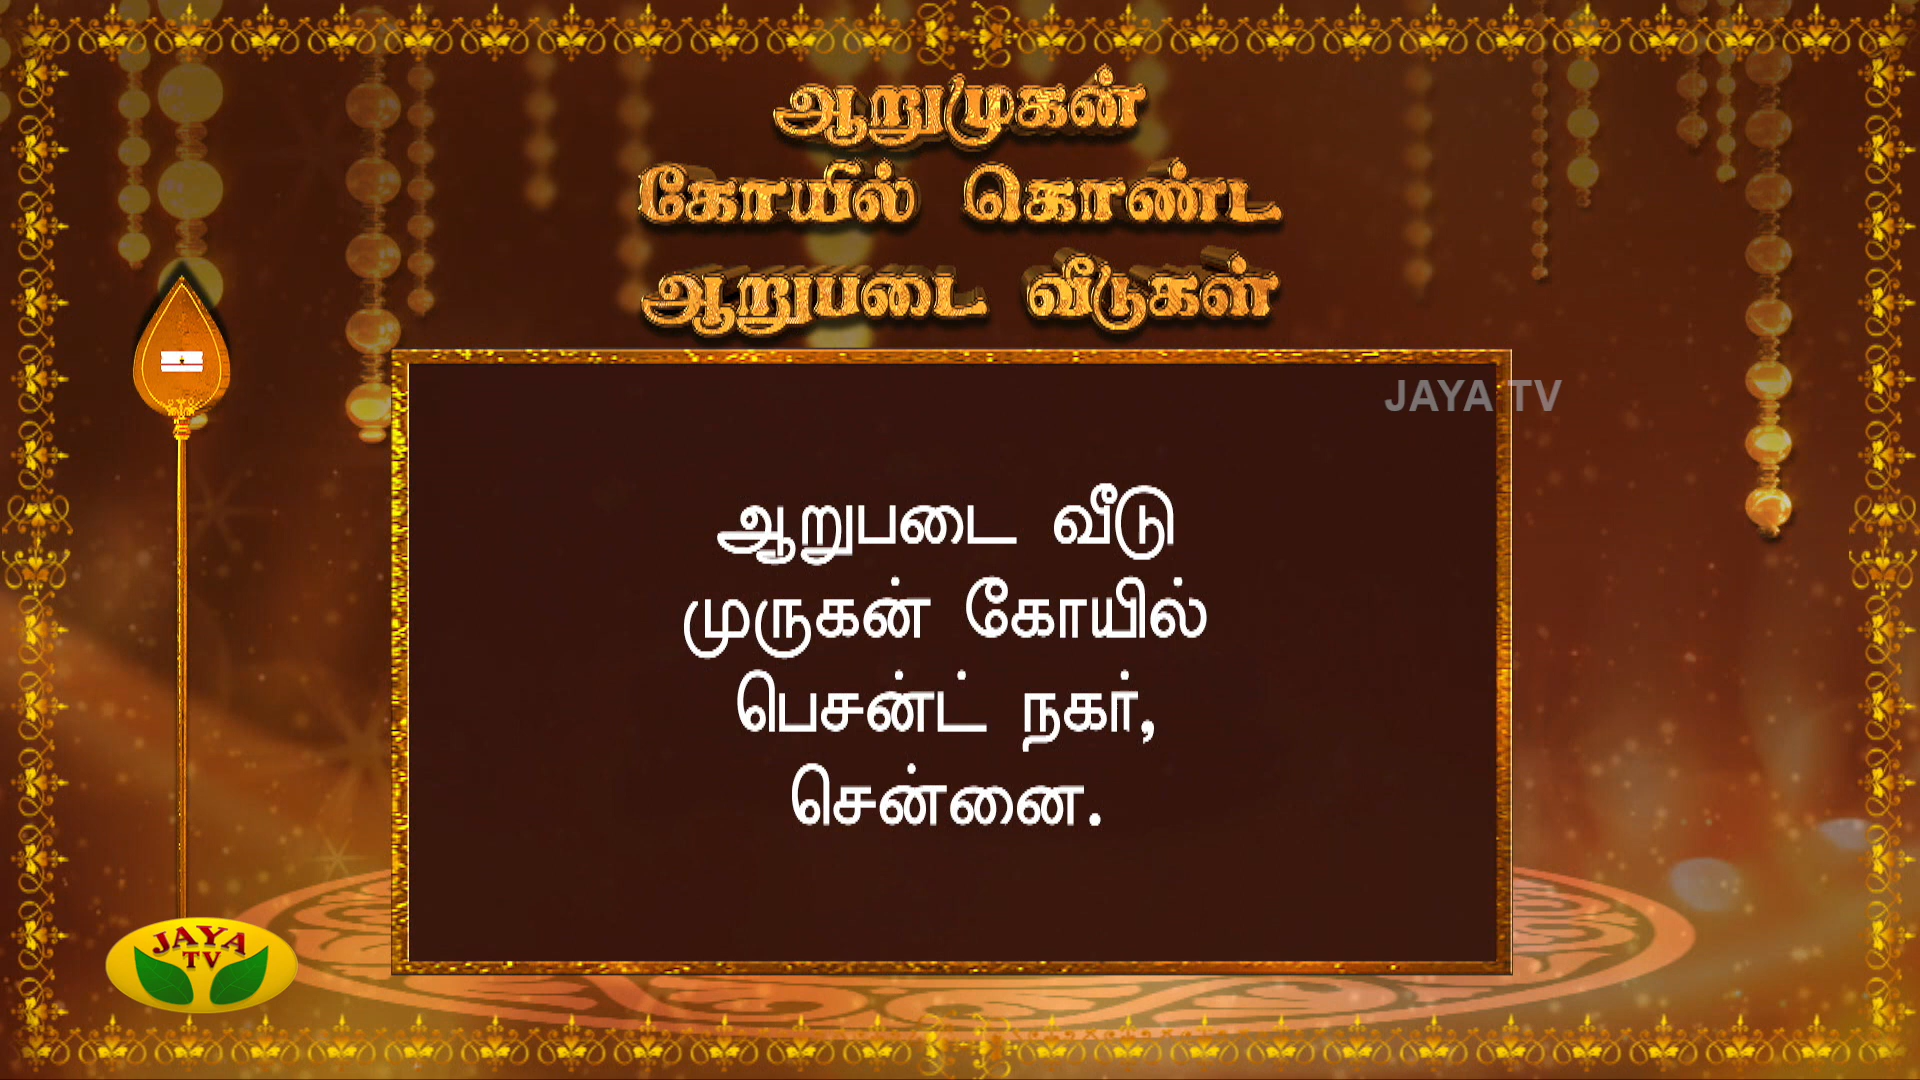 ஆறுமுகன்
கோயில் கொண்ட
ஆறுபடை வீடுகள்
JAYA TV
ஆறுபடை வீடு
முருகன் கோயில்
பெசன்ட் நகர்,
சென்னை.
JAYA
TV